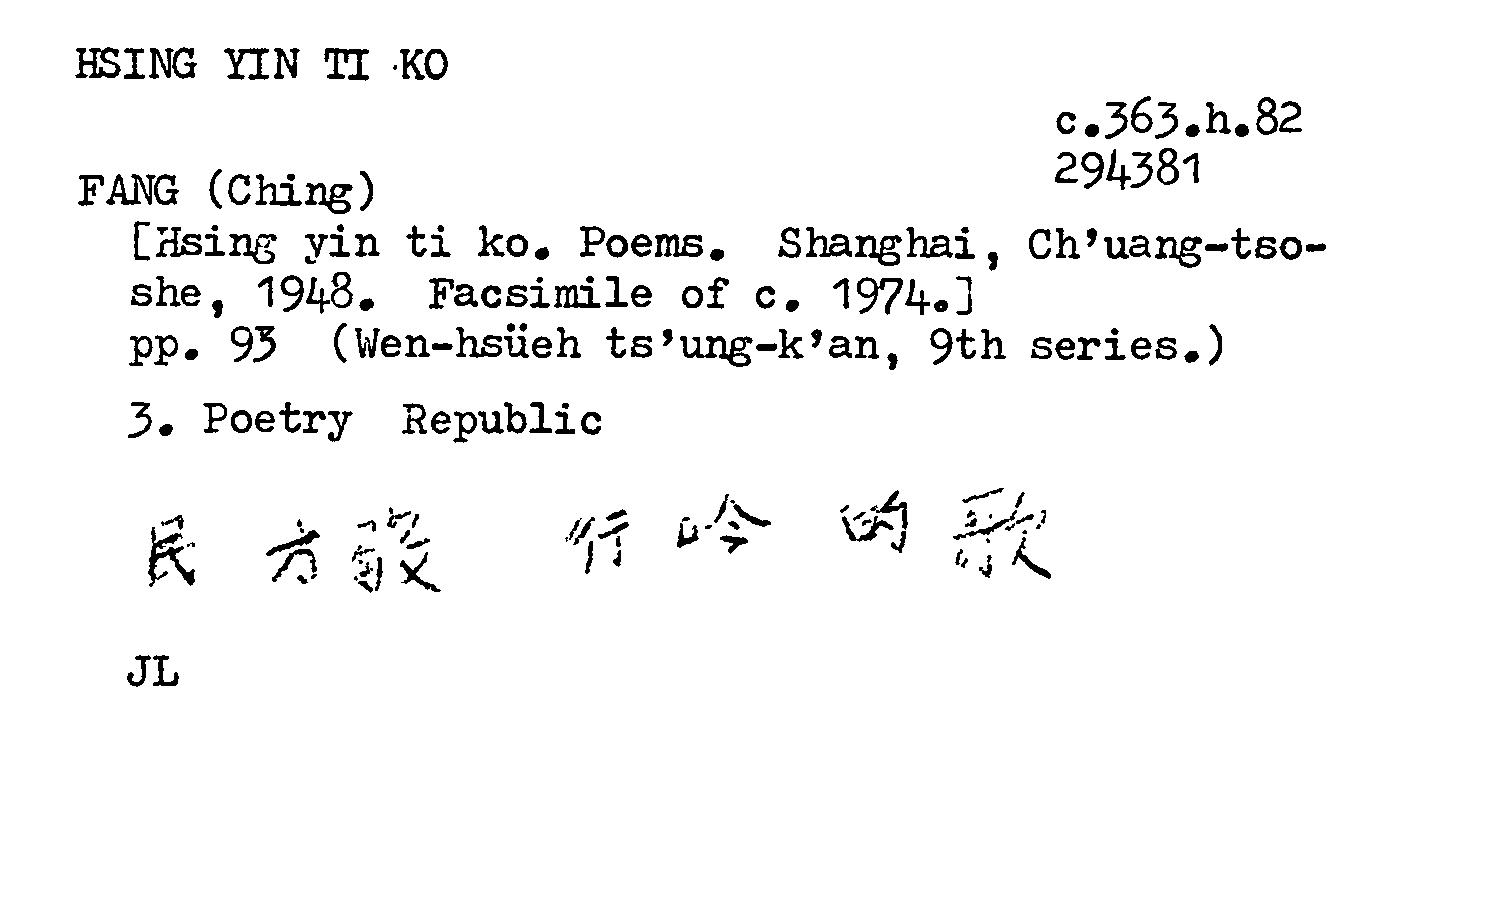 HSING YIN TI KO
c.363.h.82
294381
FANG (Ching)
[Hsing yin ti ko. Poems. Shanghai, Ch'uang-tso-
she, 1948. Facsimile of c. 1974.]
pp. 93 (Wen-hsüeh ts'ung-k'an, 9th series.)
3. Poetry Republic
民 方敬 行吟的歌
JL